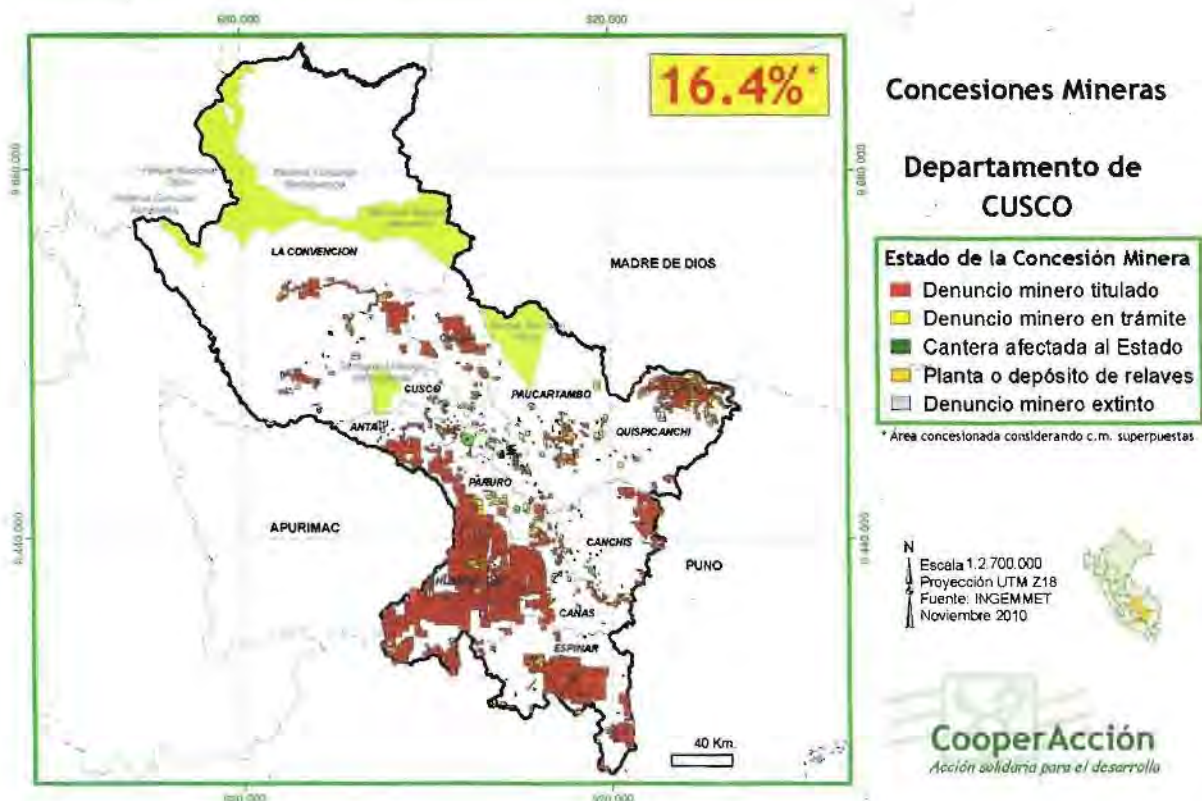 16.4%*
Concesiones Mineras
Departamento de
CUSCO
Estado de la Concesión Minera
Denuncio minero titulado
Denuncio minero en trámite
Cantera afectada al Estado
Planta o depósito de relaves
Denuncio minero extinto
* Área concesionada considerando c.m. superpuestas
LA CONVENCION
MADRE DE DIOS
CUSCO
PAUCARTAMBO
ANTA
QUISPICANCHI
PARURO
APURIMAC
CANCHIS
PUNO
CANAS
ESPINAR
40 Km.
N
Escala 1:2.700.000
Proyección UTM Z18
Fuente: INGEMMET
Noviembre 2010
CooperAcción
Acción solidaria para el desarrollo